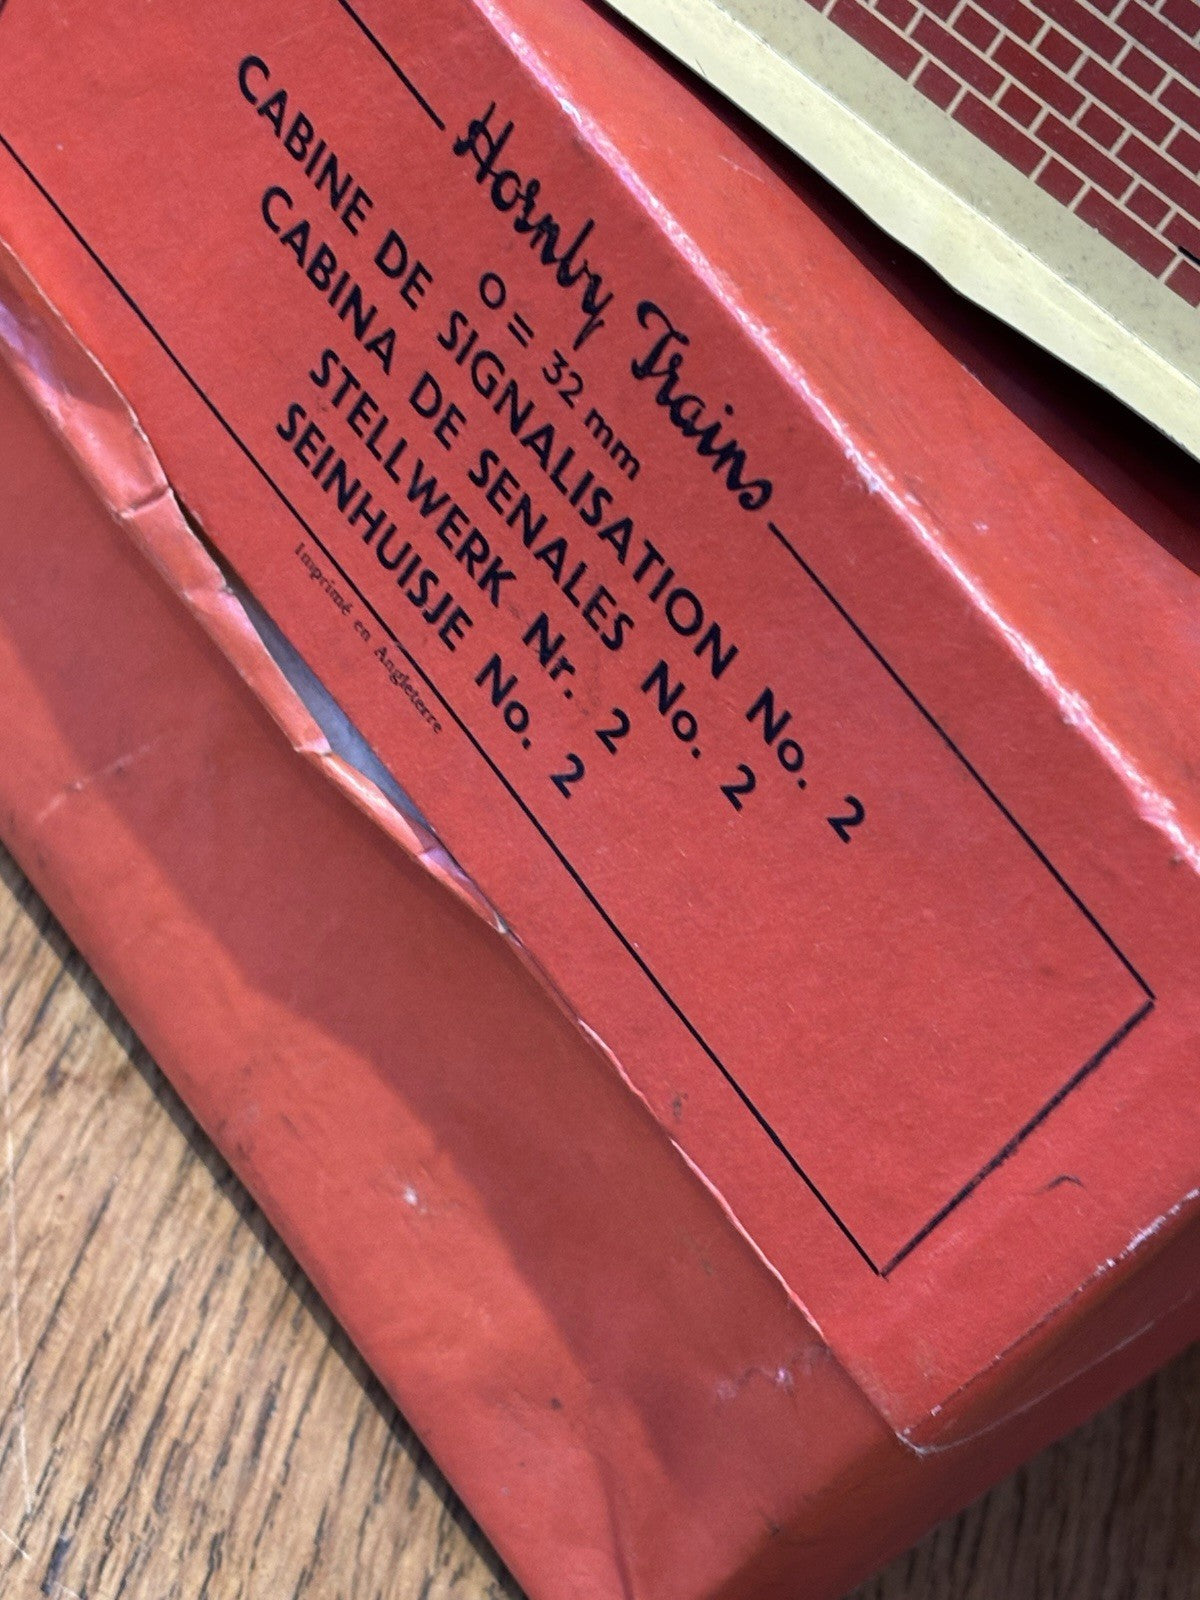 Hornby Trains
O = 32 mm
CABINE DE SIGNALISATION No. 2
CABINA DE SENALES No. 2
STELLWERK Nr. 2
SEINHUISJE No. 2
Imprimé en Angleterre